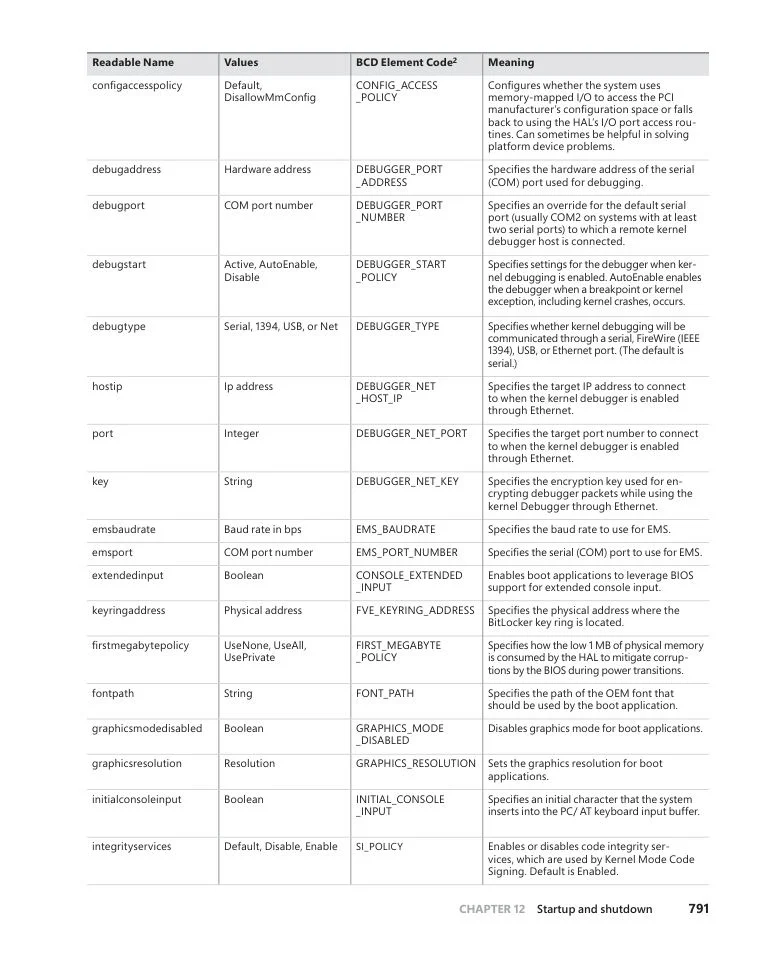 Readable Name Values BCD Element Code2 Meaning
configaccesspolicy Default, CONFIG_ACCESS Configures whether the system uses
DisallowMmConfig _POLICY memory-mapped I/O to access the PCI
manufacturer's configuration space or falls
back to using the HAL's I/O port access rou-
tines. Can sometimes be helpful in solving
platform device problems.
debugaddress Hardware address DEBUGGER_PORT Specifies the hardware address of the serial
_ADDRESS (COM) port used for debugging.
debugport COM port number DEBUGGER_PORT Specifies an override for the default serial
_NUMBER port (usually COM2 on systems with at least
two serial ports) to which a remote kernel
debugger host is connected.
debugstart Active, AutoEnable, DEBUGGER_START Specifies settings for the debugger when ker-
Disable _POLICY nel debugging is enabled. AutoEnable enables
the debugger when a breakpoint or kernel
exception, including kernel crashes, occurs.
debugtype Serial, 1394, USB, or Net DEBUGGER_TYPE Specifies whether kernel debugging will be
communicated through a serial, FireWire (IEEE
1394), USB, or Ethernet port. (The default is
serial.)
hostip Ip address DEBUGGER_NET Specifies the target IP address to connect
_HOST_IP to when the kernel debugger is enabled
through Ethernet.
port Integer DEBUGGER_NET_PORT Specifies the target port number to connect
to when the kernel debugger is enabled
through Ethernet.
key String DEBUGGER_NET_KEY Specifies the encryption key used for en-
crypting debugger packets while using the
kernel Debugger through Ethernet.
emsbaudrate Baud rate in bps EMS_BAUDRATE Specifies the baud rate to use for EMS.
emsport COM port number EMS_PORT_NUMBER Specifies the serial (COM) port to use for EMS.
extendedinput Boolean CONSOLE_EXTENDED Enables boot applications to leverage BIOS
_INPUT support for extended console input.
keyringaddress Physical address FVE_KEYRING_ADDRESS Specifies the physical address where the
BitLocker key ring is located.
firstmegabytepolicy UseNone, UseAll, FIRST_MEGABYTE Specifies how the low 1 MB of physical memory
UsePrivate _POLICY is consumed by the HAL to mitigate corrup-
tions by the BIOS during power transitions.
fontpath String FONT_PATH Specifies the path of the OEM font that
should be used by the boot application.
graphicsmodedisabled Boolean GRAPHICS_MODE Disables graphics mode for boot applications.
_DISABLED
graphicsresolution Resolution GRAPHICS_RESOLUTION Sets the graphics resolution for boot
applications.
initialconsoleinput Boolean INITIAL_CONSOLE Specifies an initial character that the system
_INPUT inserts into the PC/ AT keyboard input buffer.
integrityservices Default, Disable, Enable SI_POLICY Enables or disables code integrity ser-
vices, which are used by Kernel Mode Code
Signing. Default is Enabled.
CHAPTER 12 Startup and shutdown 791